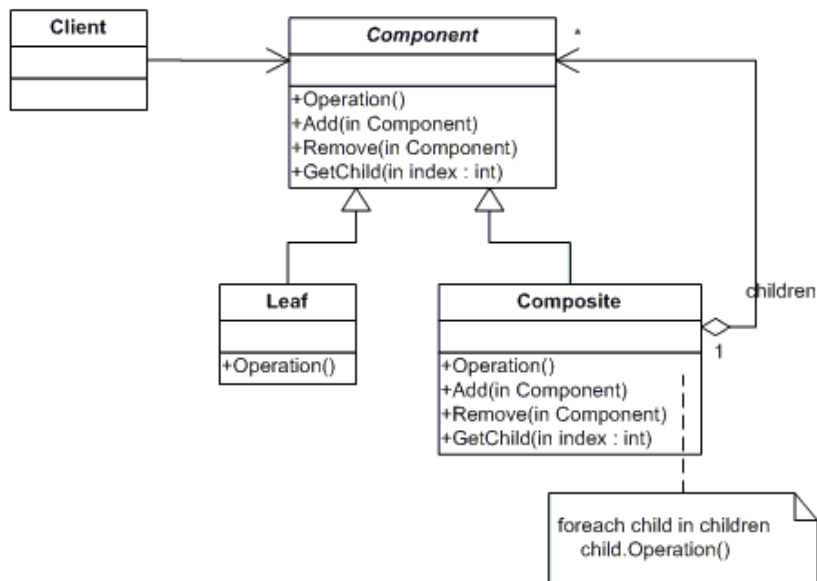 Client
Component
*
+Operation()
+Add(in Component)
+Remove(in Component)
+GetChild(in index : int)
children
Leaf
Composite
1
+Operation()
+Operation()
+Add(in Component)
+Remove(in Component)
+GetChild(in index : int)
foreach child in children
child.Operation()